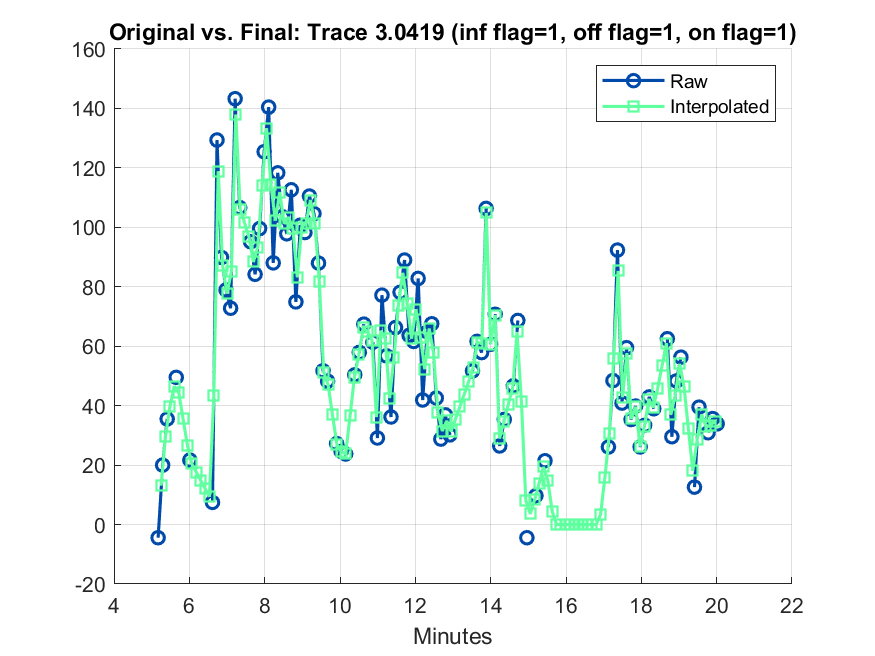 Original vs. Final: Trace 3.0419 (inf flag=1, off flag=1, on flag=1)
160
140
120
100
80
60
40
20
0
-20
Raw
Interpolated
4 6 8 10 12 14 16 18 20 22
Minutes